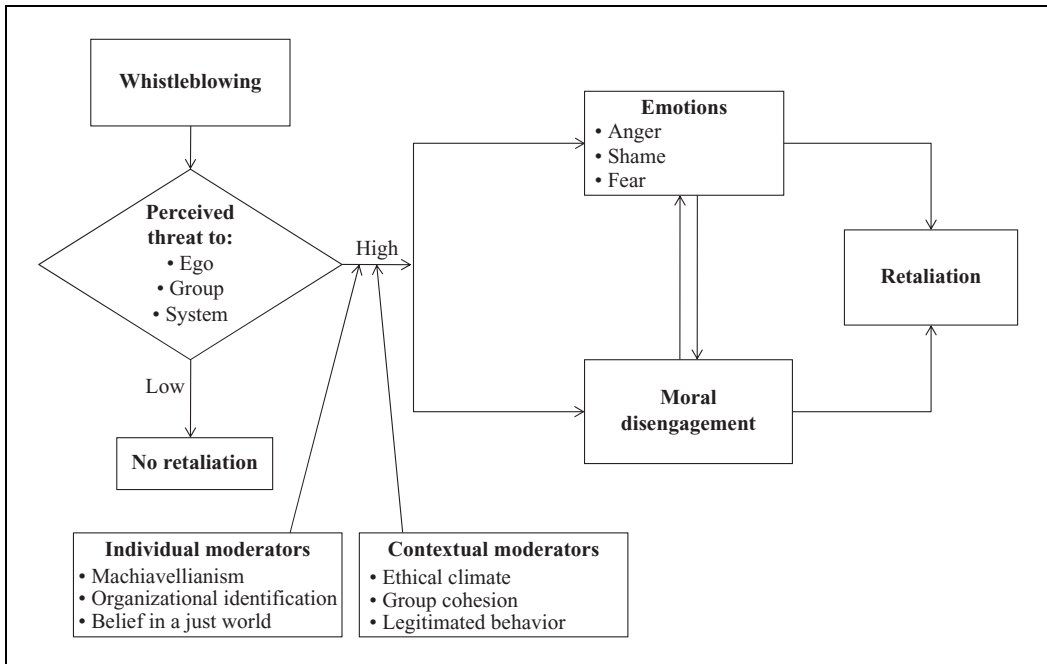 Whistleblowing
Perceived
threat to:
• Ego
• Group
• System
High
Low
No retaliation
Emotions
• Anger
• Shame
• Fear
Moral
disengagement
Retaliation
Individual moderators
• Machiavellianism
• Organizational identification
• Belief in a just world
Contextual moderators
• Ethical climate
• Group cohesion
• Legitimated behavior